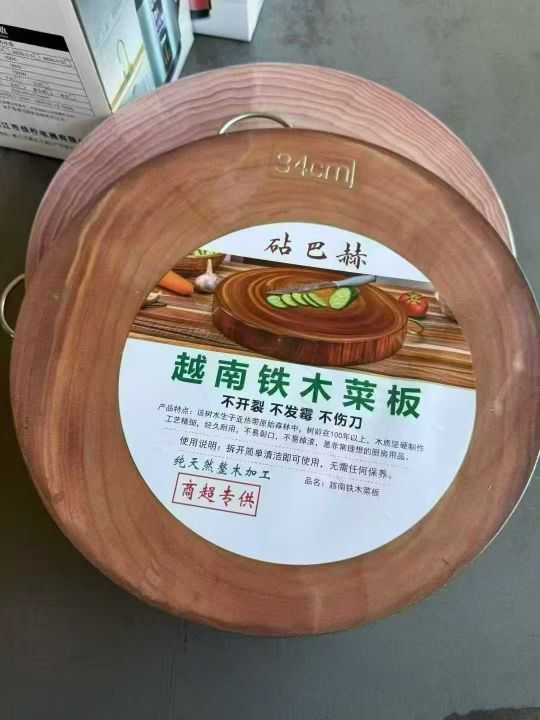 34cm
砧巴赫
越南铁木菜板
不开裂 不发霉 不伤刀
产品特点：该树木生于亚热带原始森林中，树龄在100年以上，木质坚硬制作
工艺精细，经久耐用，不易裂口，不易掉渣，是非常理想的厨房用品。
使用说明：拆开简单清洁即可使用，无需任何保养。
纯天然整木加工
品名：越南铁木菜板
商超专供